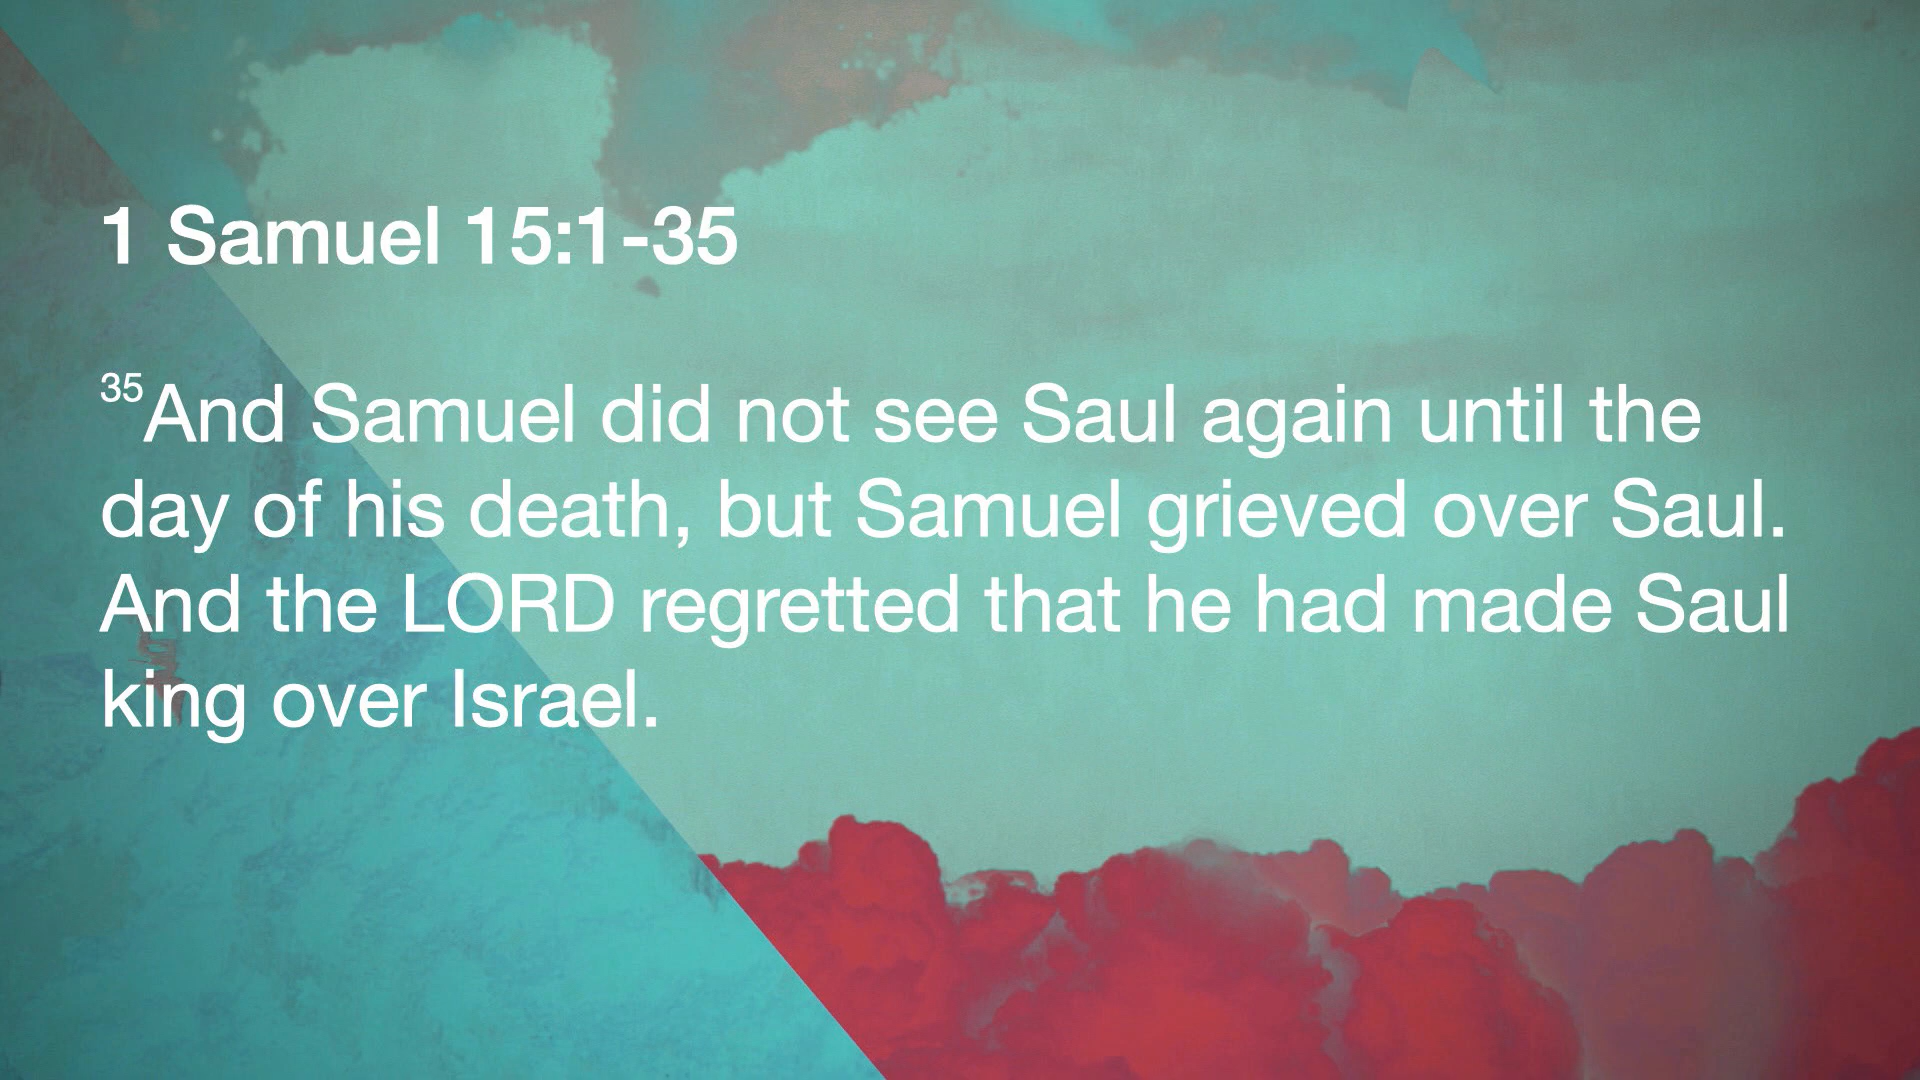 1 Samuel 15:1-35
35And Samuel did not see Saul again until the
day of his death, but Samuel grieved over Saul.
And the LORD regretted that he had made Saul
king over Israel.